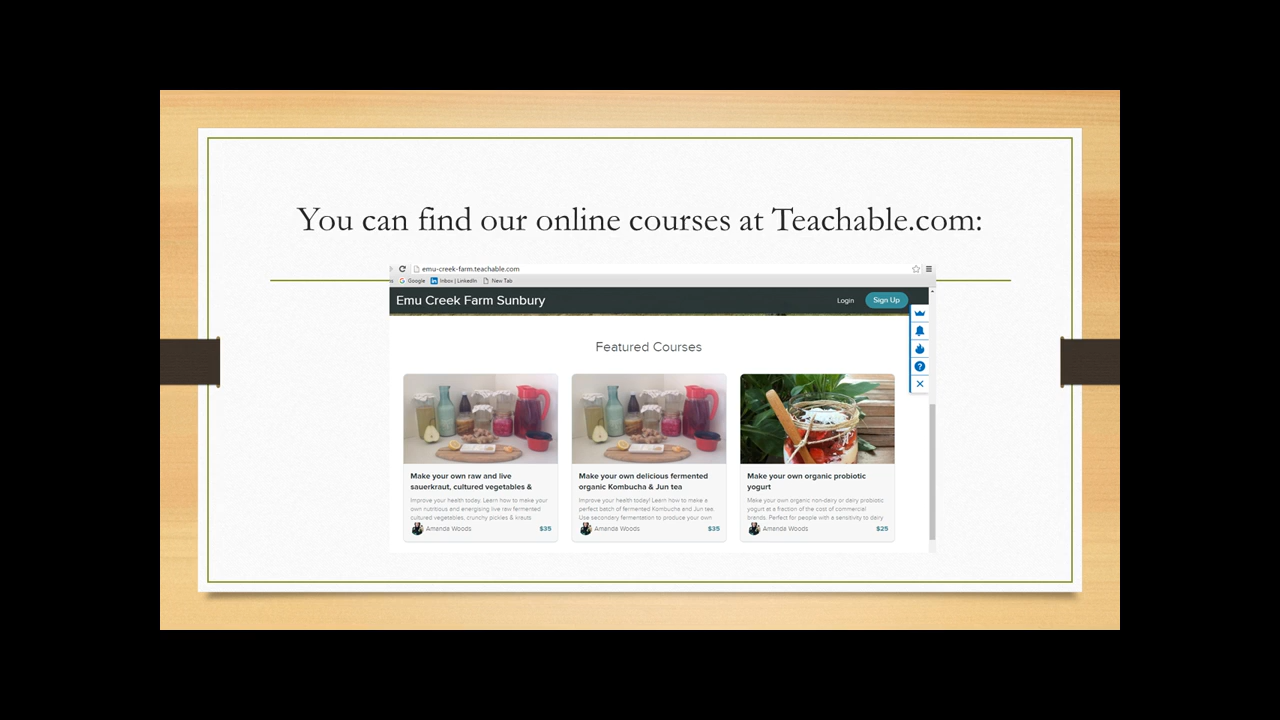 You can find our online courses at Teachable.com:
emu-creek-farm.teachable.com
Google Inbox | LinkedIn New Tab
Emu Creek Farm Sunbury
Login Sign Up
Featured Courses
Make your own raw and live
sauerkraut, cultured vegetables &
Improve your health today. Learn how to make your
own nutritious and energising live raw fermented
cultured vegetables, crunchy pickles & krauts
Amanda Woods $35
Make your own delicious fermented
organic Kombucha & Jun tea
Improve your health today! Learn how to make a
perfect batch of fermented Kombucha and Jun tea.
Use secondary fermentation to produce your own
Amanda Woods $35
Make your own organic probiotic
yogurt
Make your own organic non-dairy or dairy probiotic
yogurt at a fraction of the cost of commercial
brands. Perfect for people with a sensitivity to dairy
Amanda Woods $25